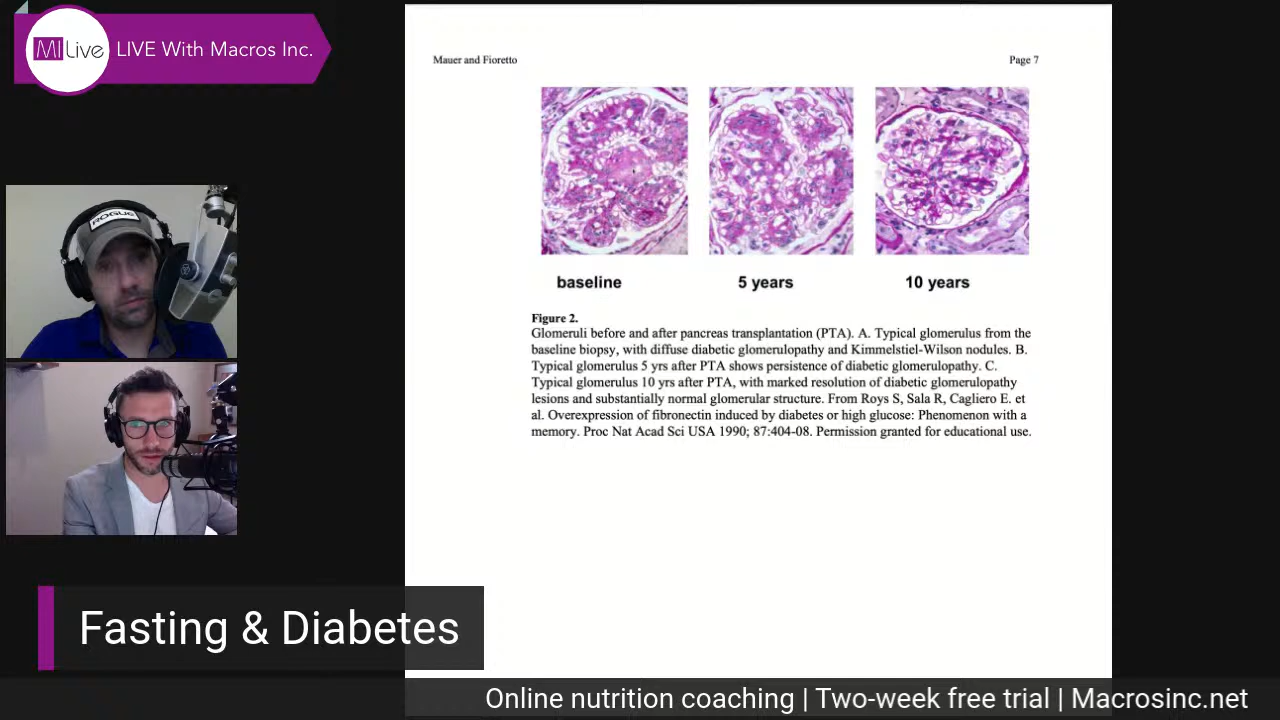 MI Live
LIVE With Macros Inc.
Mauer and Fioretto
Page 7
baseline
5 years
10 years
Figure 2.
Glomeruli before and after pancreas transplantation (PTA). A. Typical glomerulus from the
baseline biopsy, with diffuse diabetic glomerulopathy and Kimmelstiel-Wilson nodules. B.
Typical glomerulus 5 yrs after PTA shows persistence of diabetic glomerulopathy. C.
Typical glomerulus 10 yrs after PTA, with marked resolution of diabetic glomerulopathy
lesions and substantially normal glomerular structure. From Roys S, Sala R, Cagliero E. et
al. Overexpression of fibronectin induced by diabetes or high glucose: Phenomenon with a
memory. Proc Nat Acad Sci USA 1990; 87:404-08. Permission granted for educational use.
ROGUE
Fasting & Diabetes
Online nutrition coaching | Two-week free trial | Macrosinc.net